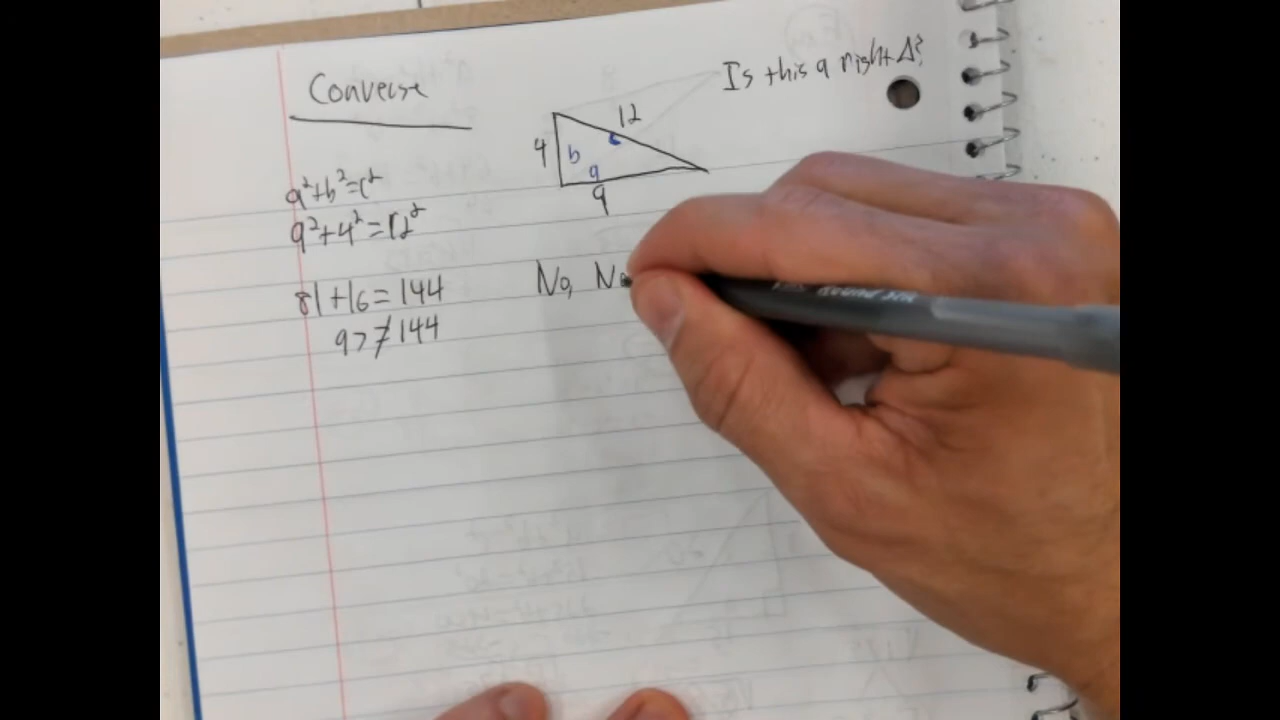 Converse
Is this a right Δ?
12
4
b
c
a
9
a²+b²=c²
9²+4²=12²
81+16=144
97≠144
No, No